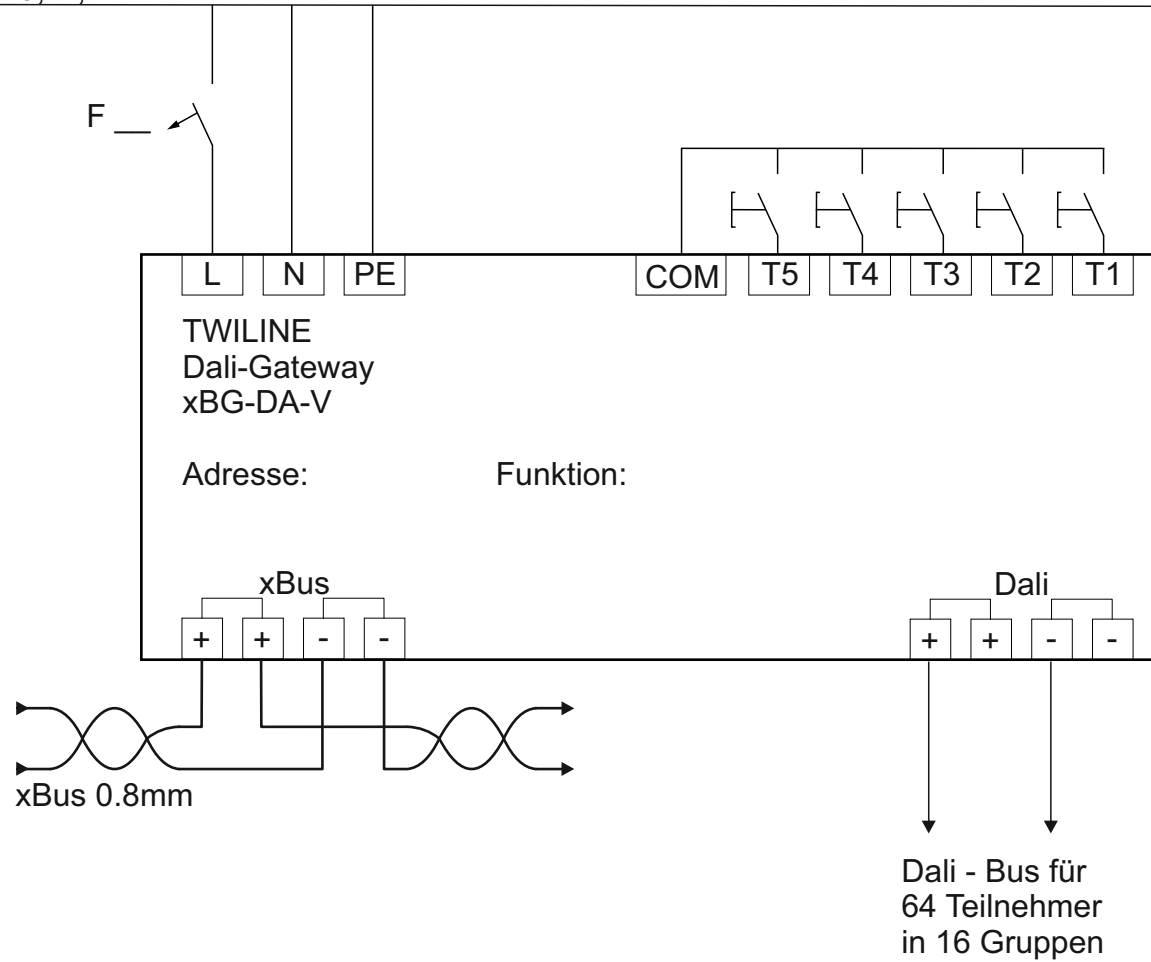 F __
L N PE COM T5 T4 T3 T2 T1
TWILINE
Dali-Gateway
xBG-DA-V
Adresse: Funktion:
xBus Dali
+ + - - + + - -
xBus 0.8mm
Dali - Bus für
64 Teilnehmer
in 16 Gruppen